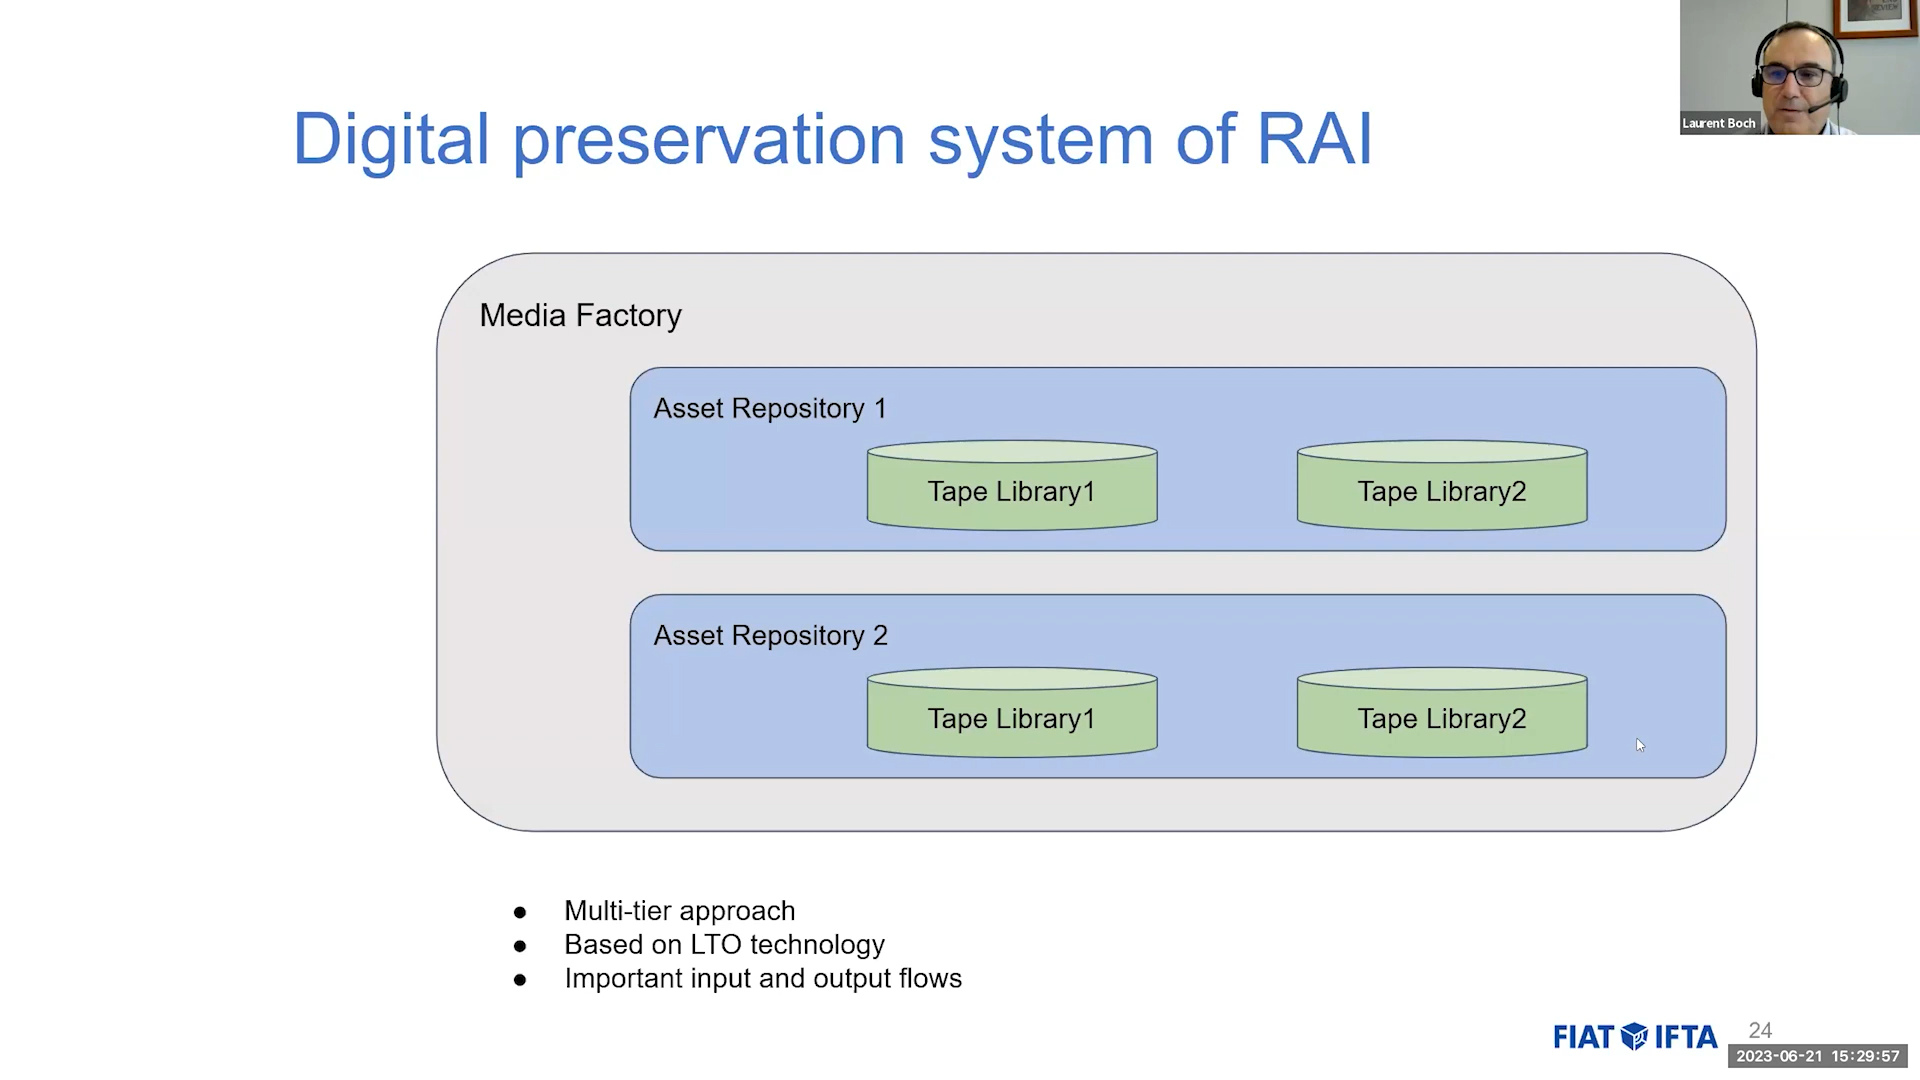 Laurent Boch
Digital preservation system of RAI
Media Factory
Asset Repository 1
Tape Library1
Tape Library2
Asset Repository 2
Tape Library1
Tape Library2
● Multi-tier approach
● Based on LTO technology
● Important input and output flows
FIAT IFTA
24
2023-06-21 15:29:57